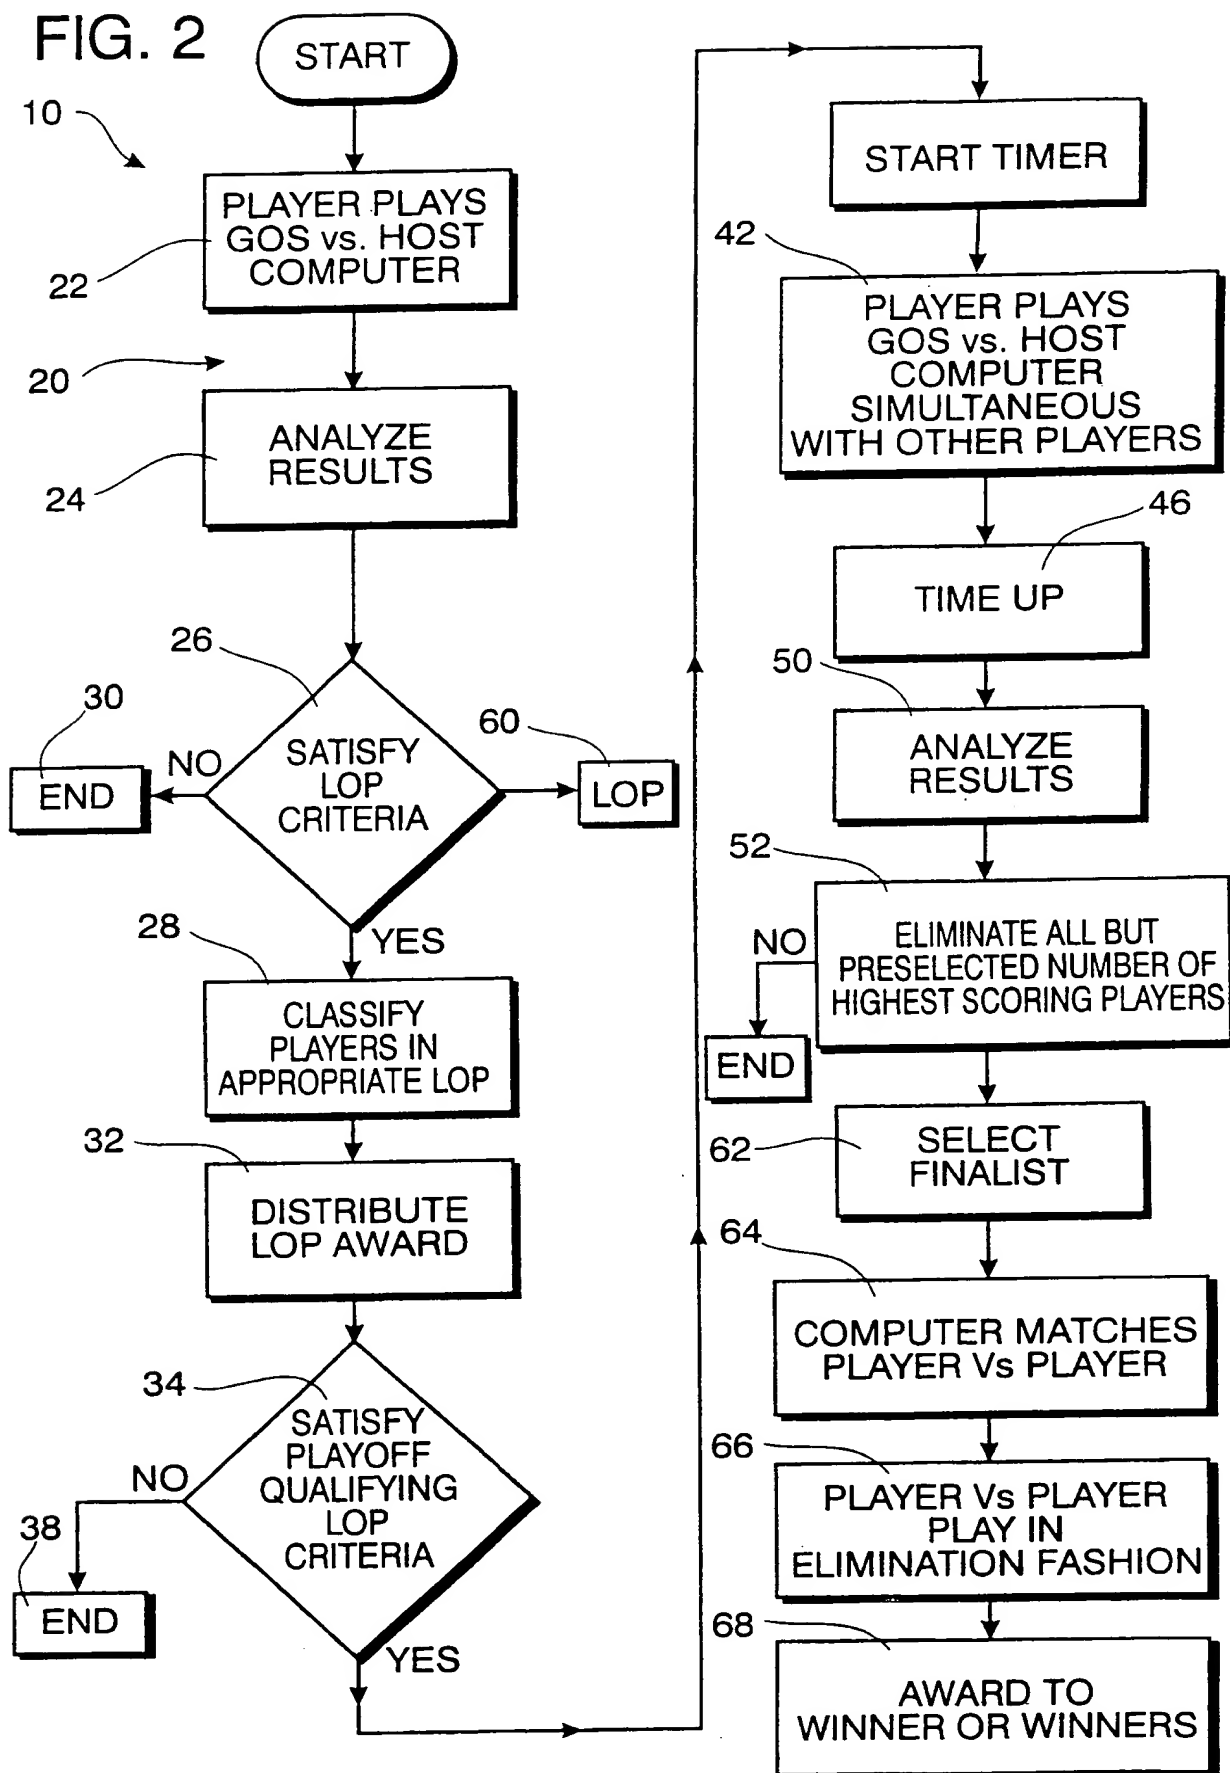 FIG. 2
START
10
PLAYER PLAYS
GOS vs. HOST
COMPUTER
22
20
ANALYZE
RESULTS
24
26
SATISFY
LOP
CRITERIA
NO
30
END
60
LOP
YES
28
CLASSIFY
PLAYERS IN
APPROPRIATE LOP
32
DISTRIBUTE
LOP AWARD
34
SATISFY
PLAYOFF
QUALIFYING
LOP
CRITERIA
NO
38
END
YES
START TIMER
42
PLAYER PLAYS
GOS vs. HOST
COMPUTER
SIMULTANEOUS
WITH OTHER PLAYERS
46
TIME UP
50
ANALYZE
RESULTS
52
ELIMINATE ALL BUT
PRESELECTED NUMBER OF
HIGHEST SCORING PLAYERS
NO
END
62
SELECT
FINALIST
64
COMPUTER MATCHES
PLAYER Vs PLAYER
66
PLAYER Vs PLAYER
PLAY IN
ELIMINATION FASHION
68
AWARD TO
WINNER OR WINNERS